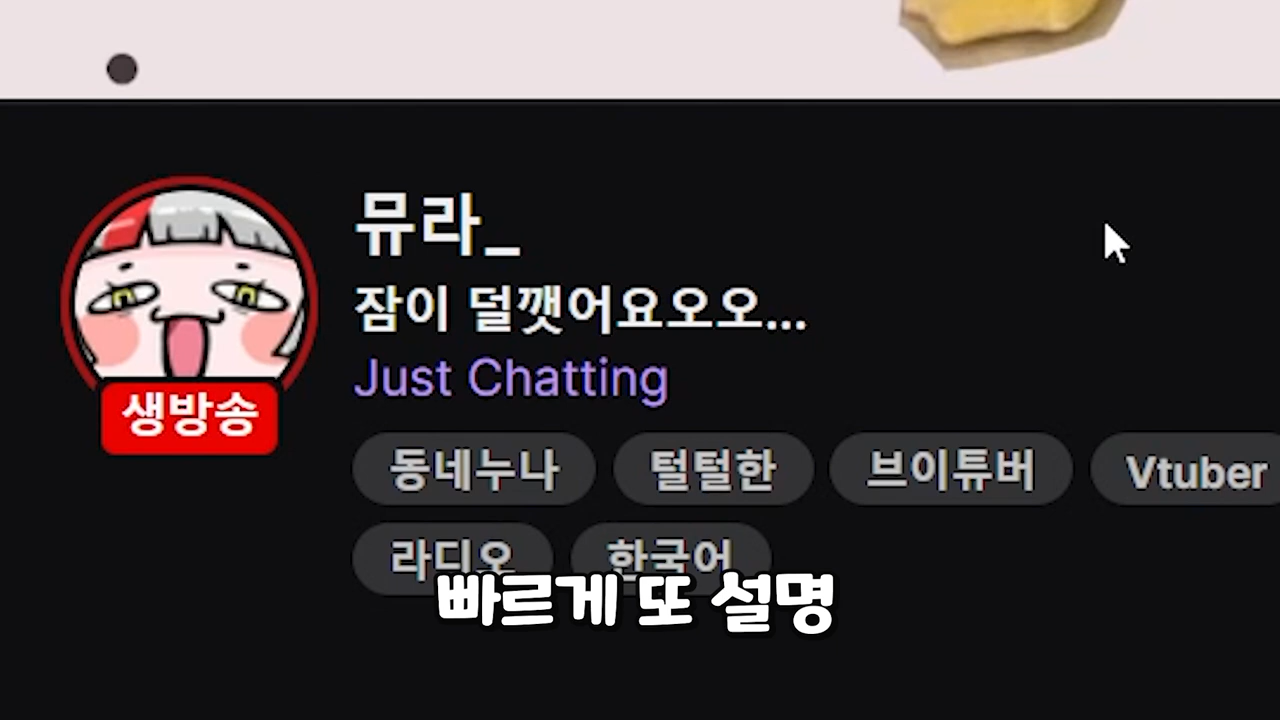 뮤라_
잠이 덜깻어요오오...
Just Chatting
생방송
동네누나 털털한 브이튜버 Vtuber
라디오 한국어
빠르게 또 설명